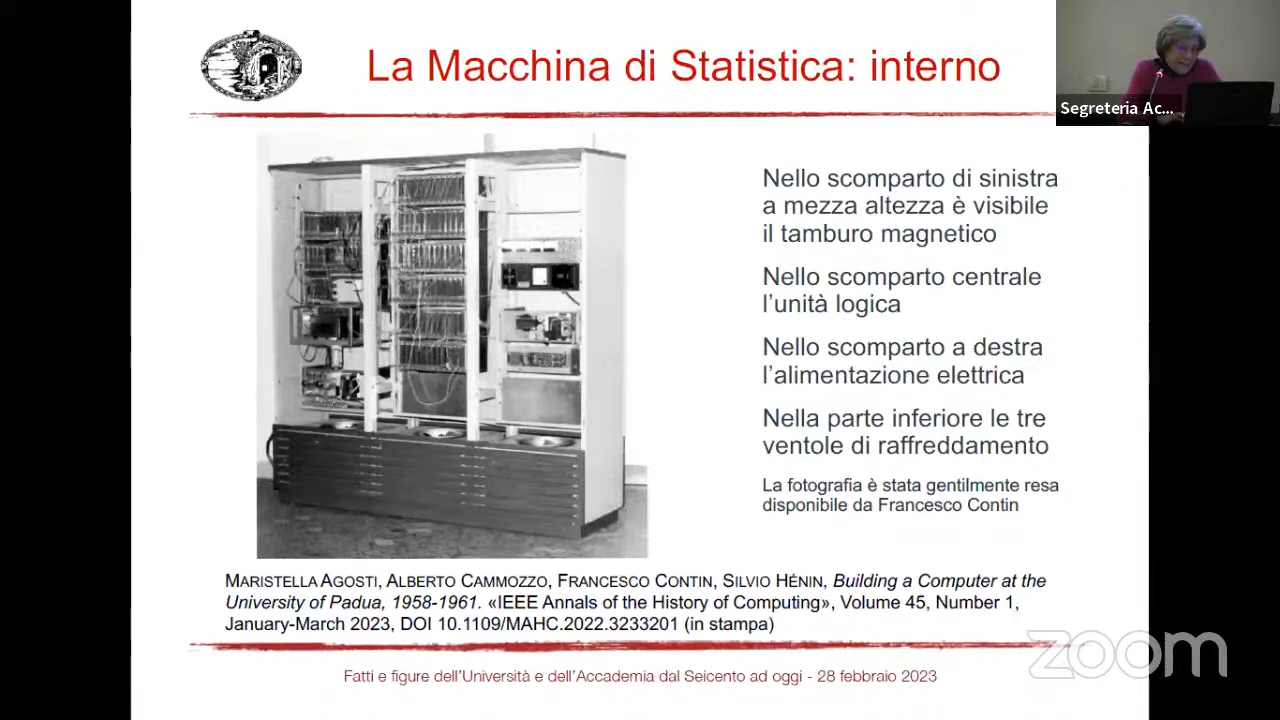 La Macchina di Statistica: interno
Segreteria Ac...
Nello scomparto di sinistra
a mezza altezza è visibile
il tamburo magnetico
Nello scomparto centrale
l'unità logica
Nello scomparto a destra
l'alimentazione elettrica
Nella parte inferiore le tre
ventole di raffreddamento
La fotografia è stata gentilmente resa
disponibile da Francesco Contin
MARISTELLA AGOSTI, ALBERTO CAMMOZZO, FRANCESCO CONTIN, SILVIO HÉNIN, Building a Computer at the
University of Padua, 1958-1961. «IEEE Annals of the History of Computing», Volume 45, Number 1,
January-March 2023, DOI 10.1109/MAHC.2022.3233201 (in stampa)
zoom
Fatti e figure dell'Università e dell'Accademia dal Seicento ad oggi - 28 febbraio 2023